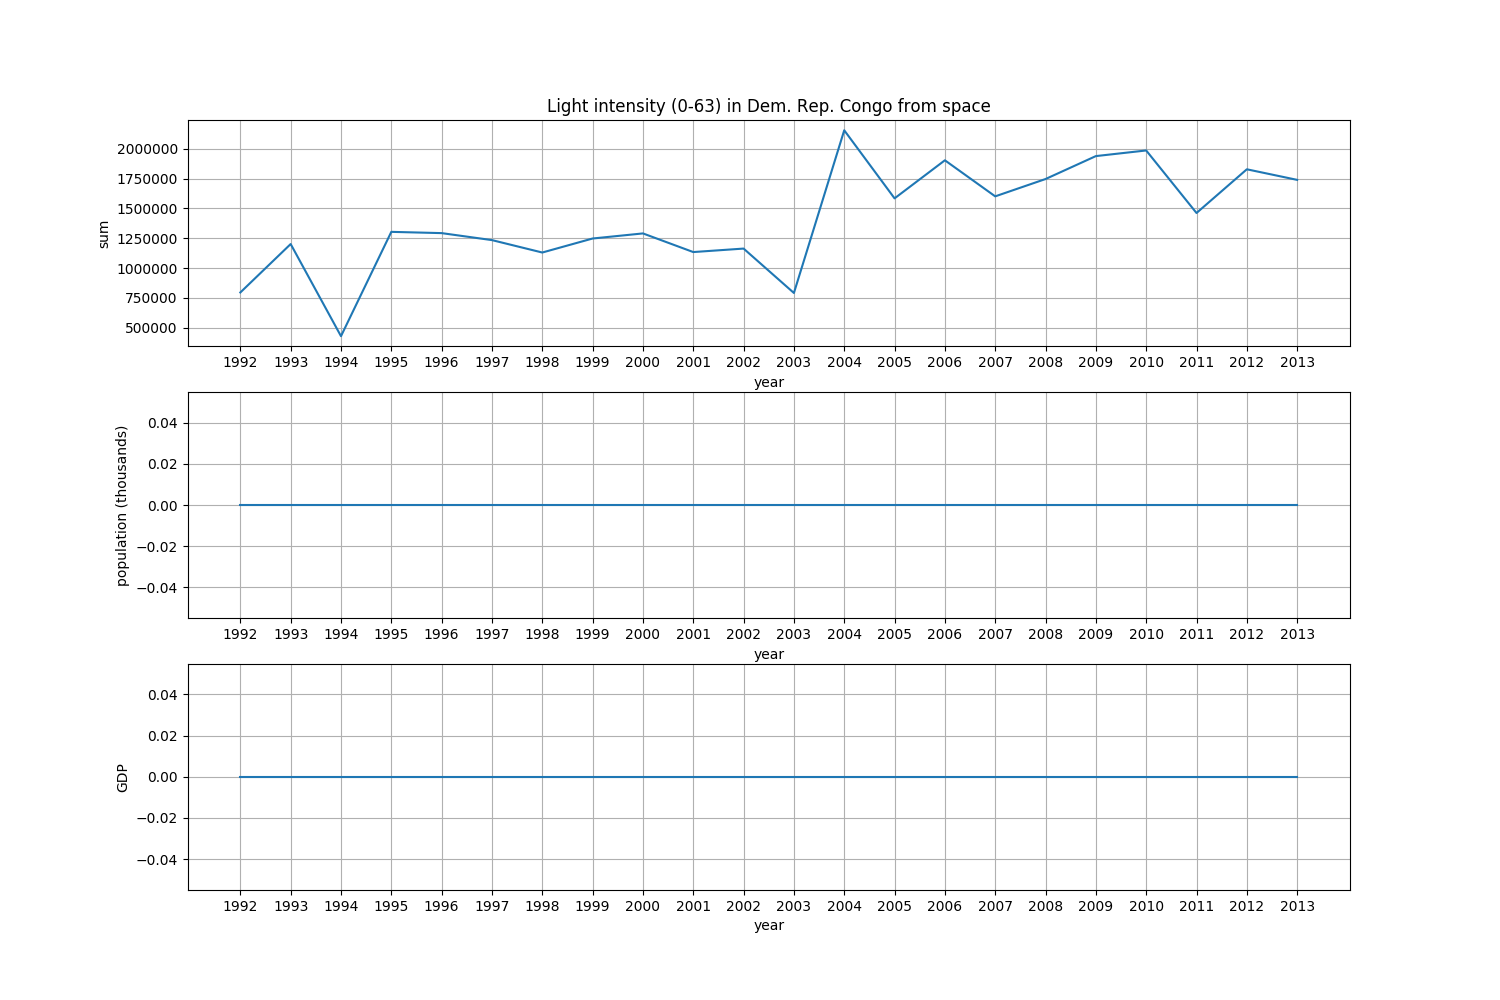 Light intensity (0-63) in Dem. Rep. Congo from space
sum
2000000
1750000
1500000
1250000
1000000
750000
500000
1992 1993 1994 1995 1996 1997 1998 1999 2000 2001 2002 2003 2004 2005 2006 2007 2008 2009 2010 2011 2012 2013
year
population (thousands)
0.04
0.02
0.00
−0.02
−0.04
1992 1993 1994 1995 1996 1997 1998 1999 2000 2001 2002 2003 2004 2005 2006 2007 2008 2009 2010 2011 2012 2013
year
GDP
0.04
0.02
0.00
−0.02
−0.04
1992 1993 1994 1995 1996 1997 1998 1999 2000 2001 2002 2003 2004 2005 2006 2007 2008 2009 2010 2011 2012 2013
year